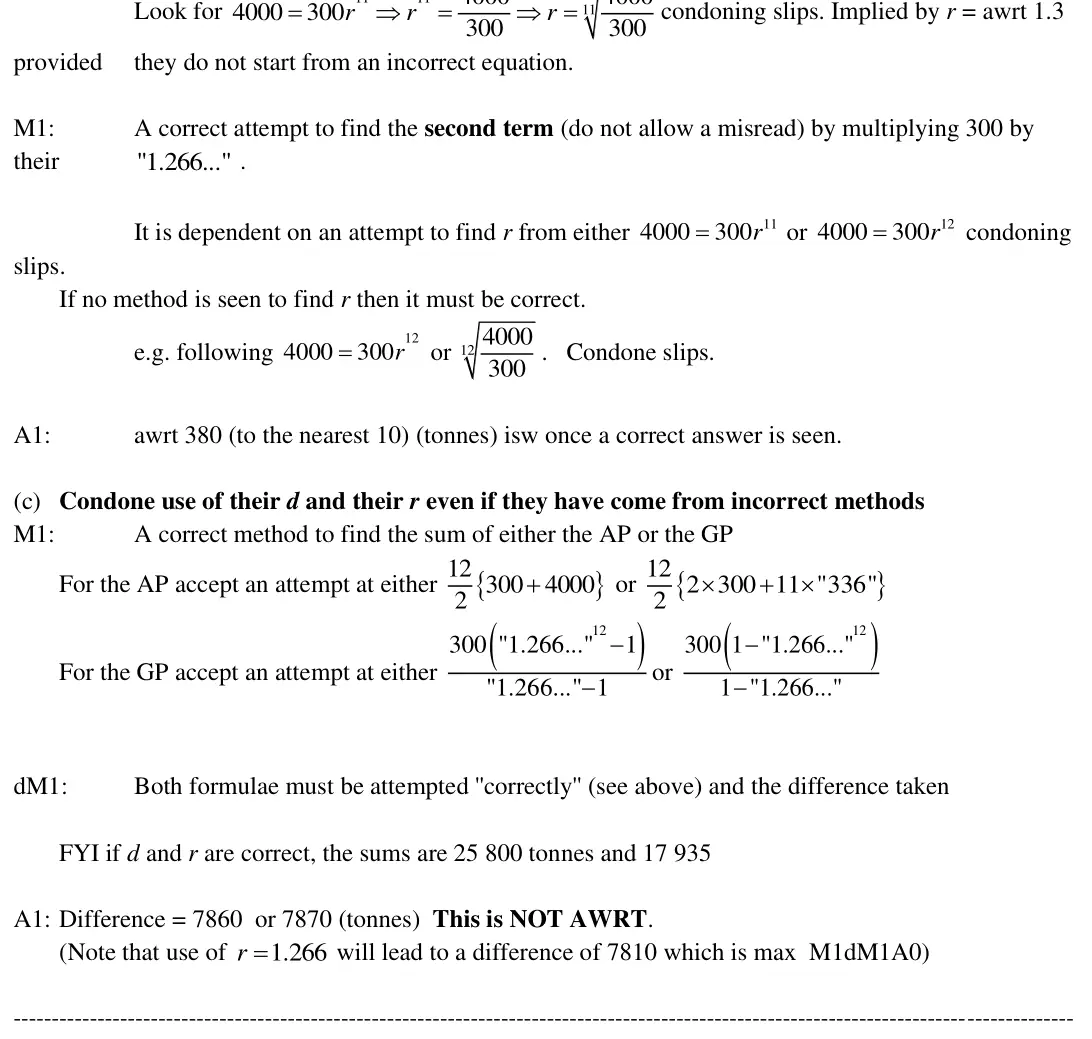 Look for 4000 = 300r¹¹ ⇒ r¹¹ = 4000/300 ⇒ r = ¹¹√(4000/300) condoning slips. Implied by r = awrt 1.3
provided they do not start from an incorrect equation.
M1: A correct attempt to find the second term (do not allow a misread) by multiplying 300 by
their "1.266..." .
It is dependent on an attempt to find r from either 4000 = 300r¹¹ or 4000 = 300r¹² condoning
slips.
If no method is seen to find r then it must be correct.
e.g. following 4000 = 300r¹² or ¹²√(4000/300) . Condone slips.
A1: awrt 380 (to the nearest 10) (tonnes) isw once a correct answer is seen.
(c) Condone use of their d and their r even if they have come from incorrect methods
M1: A correct method to find the sum of either the AP or the GP
For the AP accept an attempt at either 12/2 {300 + 4000} or 12/2 {2×300 + 11×"336"}
For the GP accept an attempt at either 300("1.266..."¹² − 1)/("1.266..." − 1) or 300(1 − "1.266..."¹²)/(1 − "1.266...")
dM1: Both formulae must be attempted "correctly" (see above) and the difference taken
FYI if d and r are correct, the sums are 25 800 tonnes and 17 935
A1: Difference = 7860 or 7870 (tonnes) This is NOT AWRT.
(Note that use of r = 1.266 will lead to a difference of 7810 which is max M1dM1A0)